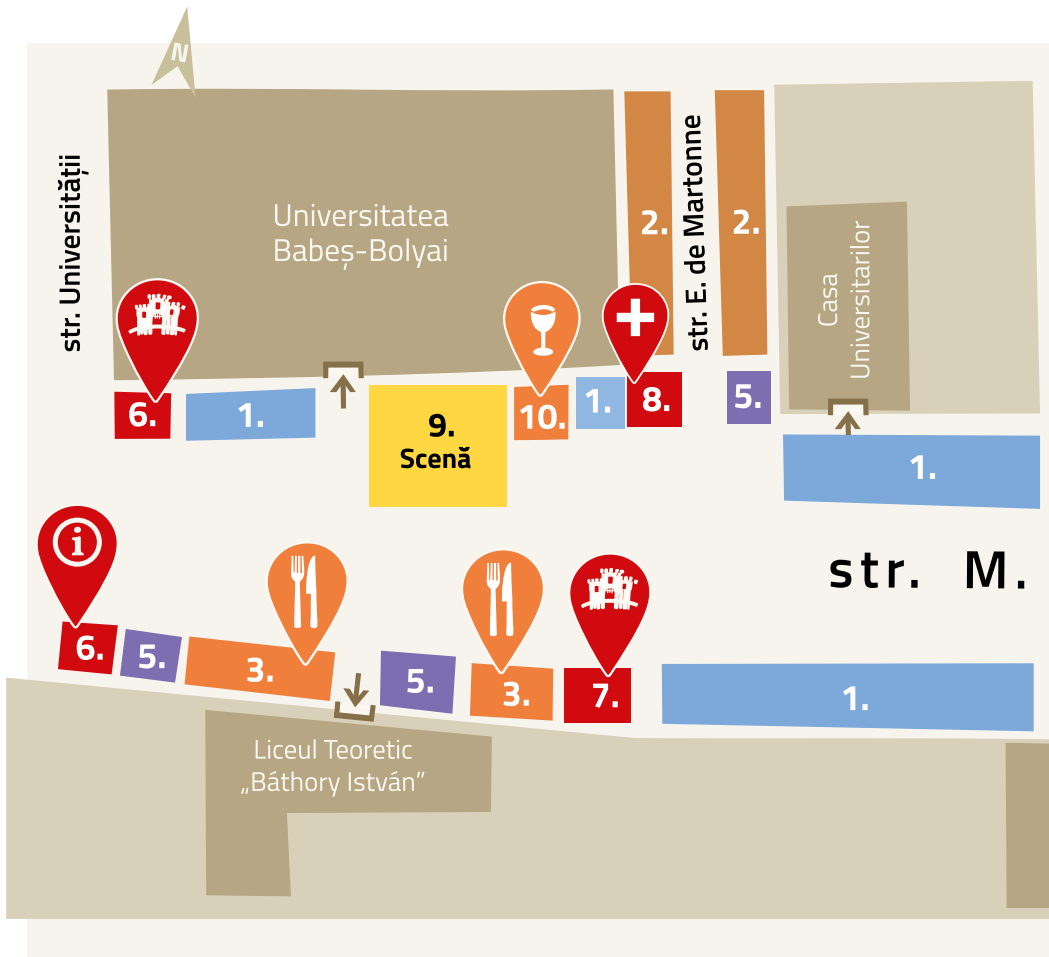 N
str. Universității
Universitatea
Babeș-Bolyai
2.
str. E. de Martonne
2.
Casa
Universitarilor
6.
1.
9.
Scenă
10.
1.
8.
5.
1.
i
str. M.
6.
5.
3.
5.
3.
7.
1.
Liceul Teoretic
„Báthory István”